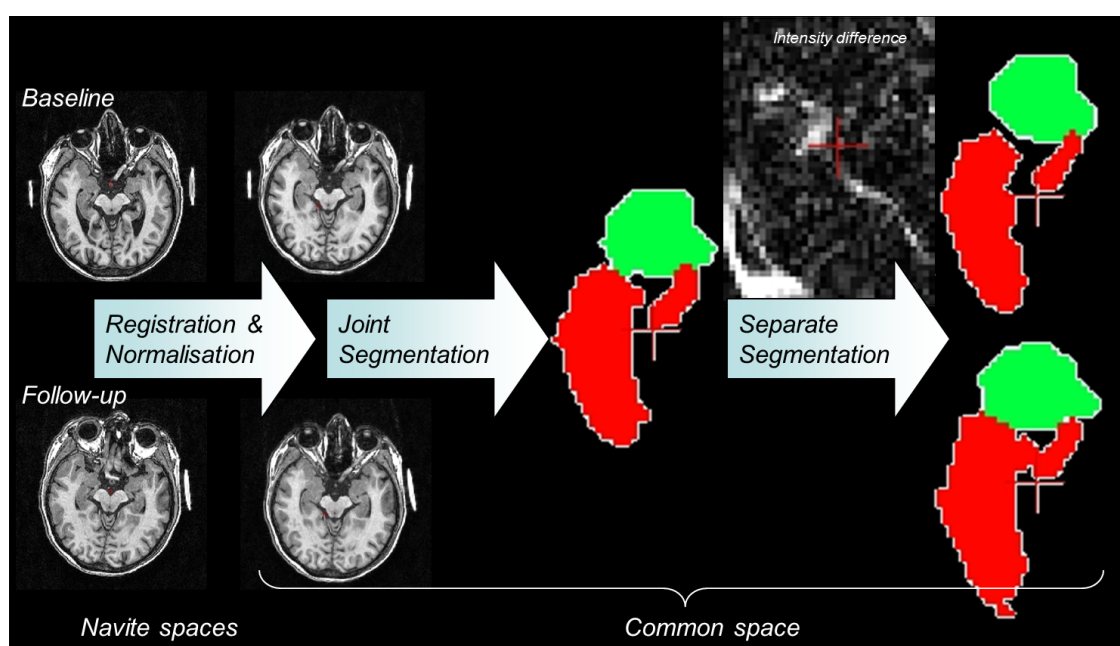 Intensity difference
Baseline
Registration &
Normalisation
Joint
Segmentation
Separate
Segmentation
Follow-up
Navite spaces
Common space